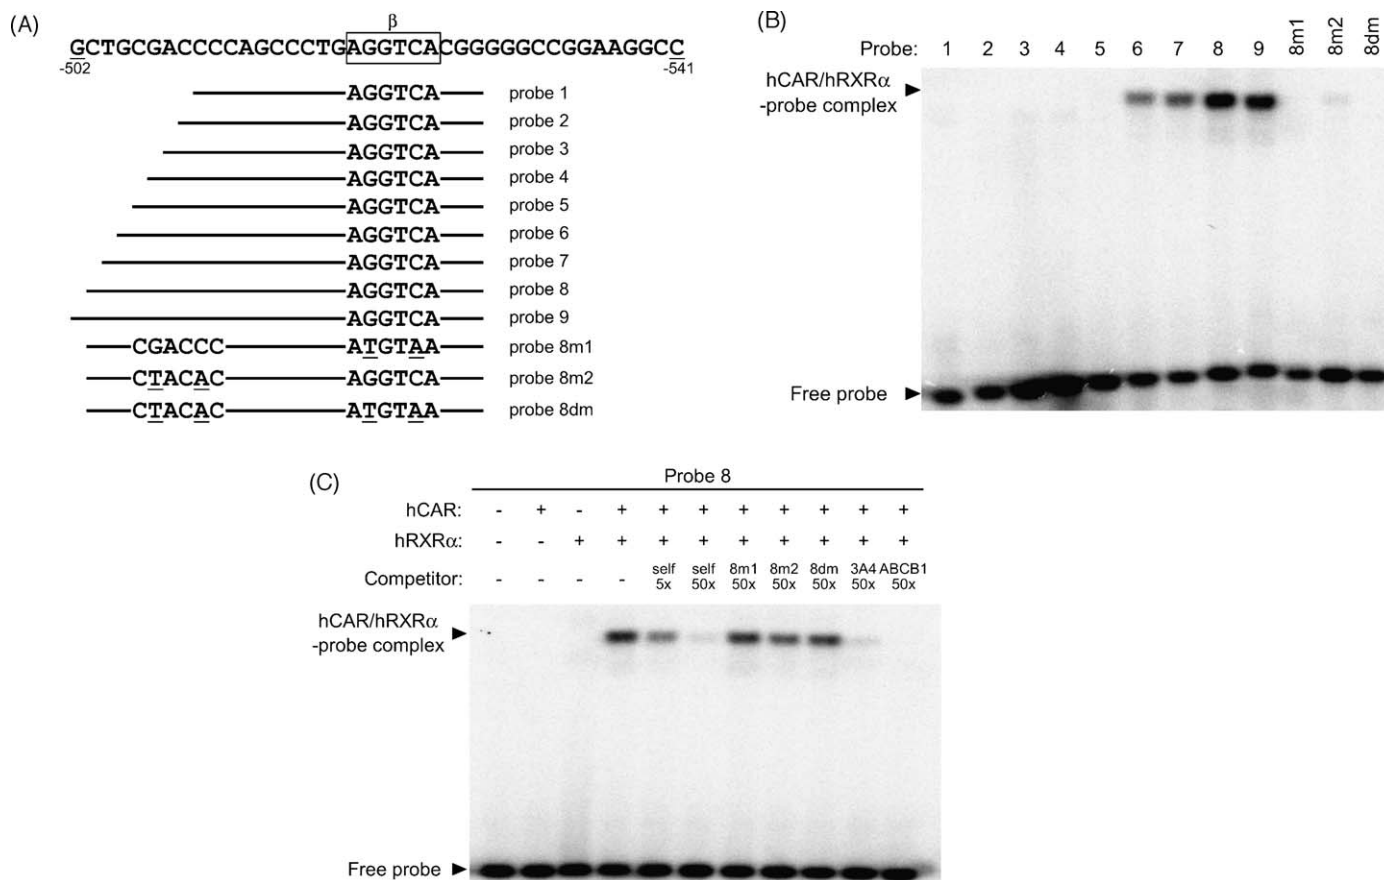 (A)
β
GCTGCGACCCCAGCCCTGAGGTCACGGGGGCCGGAAGGCC
-502 -541
AGGTCA probe 1
AGGTCA probe 2
AGGTCA probe 3
AGGTCA probe 4
AGGTCA probe 5
AGGTCA probe 6
AGGTCA probe 7
AGGTCA probe 8
AGGTCA probe 9
CGACCC ATGTAA probe 8m1
CTACAC AGGTCA probe 8m2
CTACAC ATGTAA probe 8dm
(B)
Probe: 1 2 3 4 5 6 7 8 9 8m1 8m2 8dm
hCAR/hRXRα
-probe complex
Free probe
(C)
Probe 8
hCAR: - + - + + + + + + + +
hRXRα: - - + + + + + + + + +
Competitor: - - - - self 5x self 50x 8m1 50x 8m2 50x 8dm 50x 3A4 50x ABCB1 50x
hCAR/hRXRα
-probe complex
Free probe